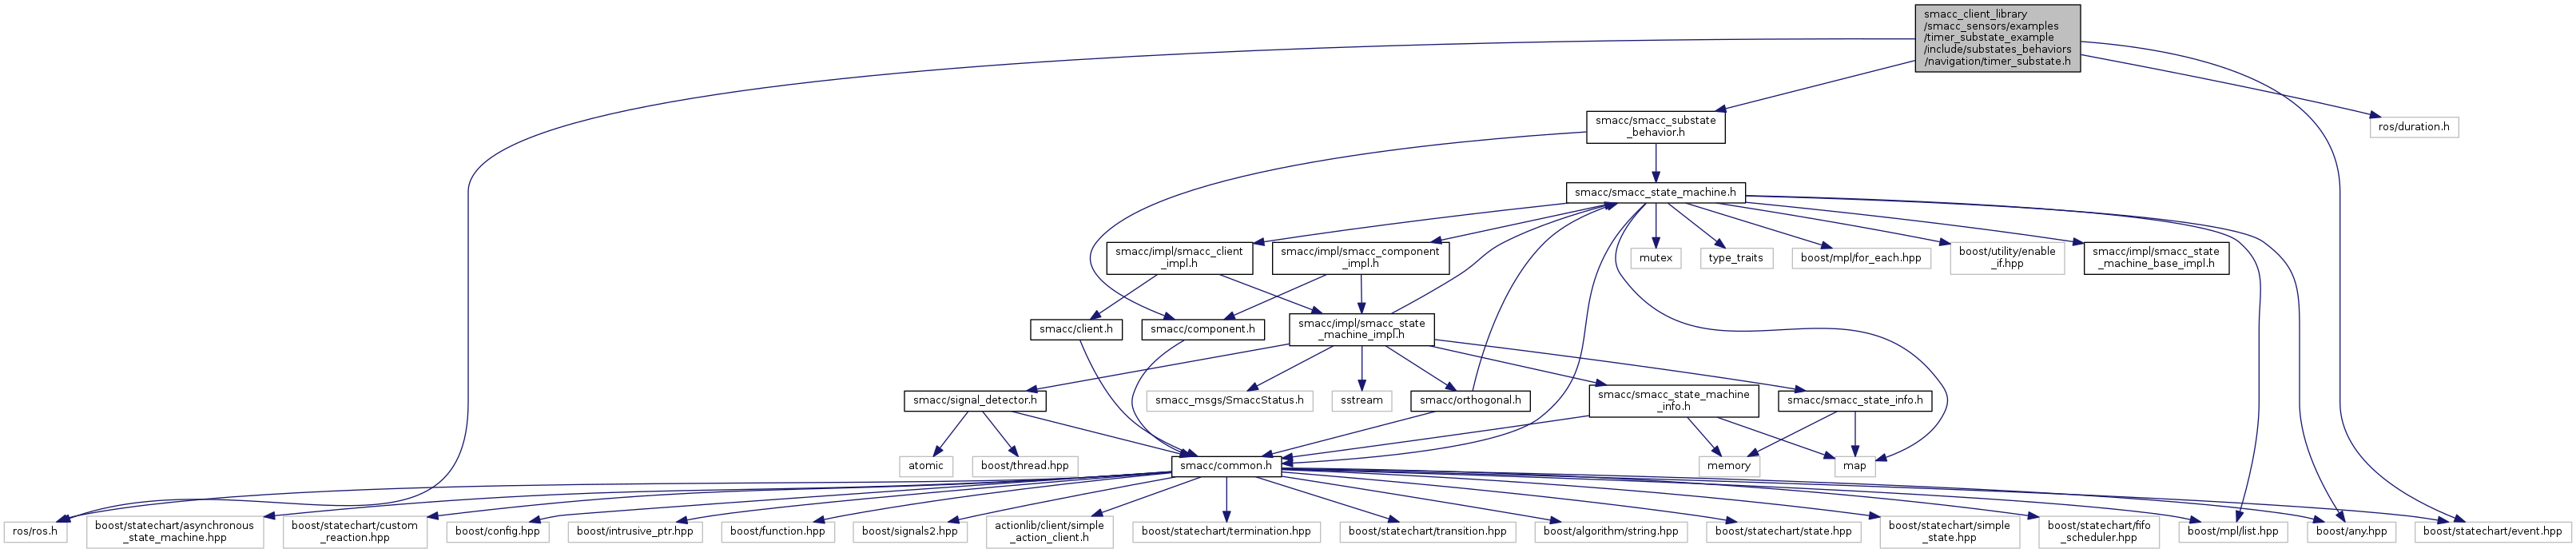 smacc_client_library
/smacc_sensors/examples
/timer_substate_example
/include/substates_behaviors
/navigation/timer_substate.h
smacc/smacc_substate
_behavior.h
ros/duration.h
smacc/smacc_state_machine.h
smacc/impl/smacc_client
_impl.h
smacc/impl/smacc_component
_impl.h
mutex
type_traits
boost/mpl/for_each.hpp
boost/utility/enable
_if.hpp
smacc/impl/smacc_state
_machine_base_impl.h
smacc/client.h
smacc/component.h
smacc/impl/smacc_state
_machine_impl.h
smacc/signal_detector.h
smacc_msgs/SmaccStatus.h
sstream
smacc/orthogonal.h
smacc/smacc_state_machine
_info.h
smacc/smacc_state_info.h
atomic
boost/thread.hpp
smacc/common.h
memory
map
ros/ros.h
boost/statechart/asynchronous
_state_machine.hpp
boost/statechart/custom
_reaction.hpp
boost/config.hpp
boost/intrusive_ptr.hpp
boost/function.hpp
boost/signals2.hpp
actionlib/client/simple
_action_client.h
boost/statechart/termination.hpp
boost/statechart/transition.hpp
boost/algorithm/string.hpp
boost/statechart/state.hpp
boost/statechart/simple
_state.hpp
boost/statechart/fifo
_scheduler.hpp
boost/mpl/list.hpp
boost/any.hpp
boost/statechart/event.hpp